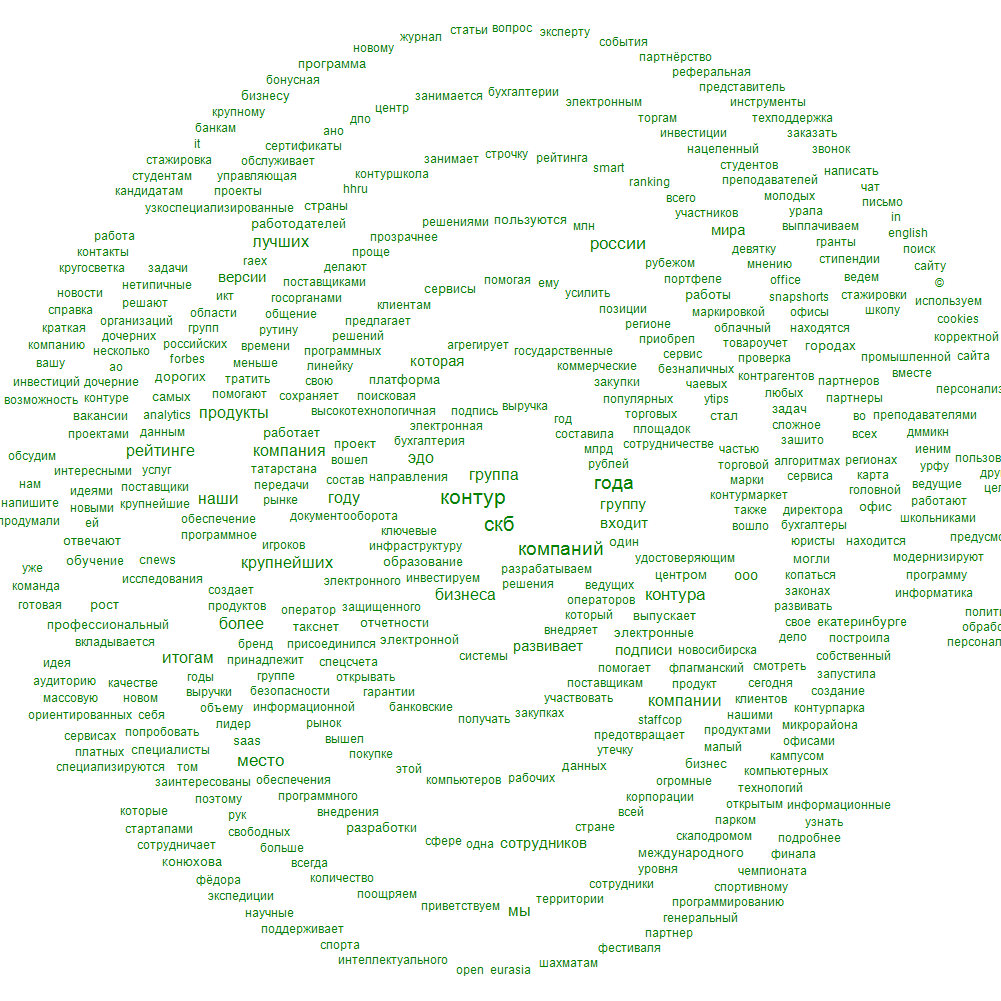 статьи вопрос эксперту
журнал
события
новому
партнёрство
программа
реферальная
бонусная
представитель
бизнесу занимается бухгалтерии электронным инструменты
крупному центр
торгам техподдержка
дпо
банкам ано инвестиции заказать
it сертификаты
нацеленный звонок
стажировка обслуживает занимает строчку рейтинга
студентов
smart
студентам управляющая контуршкола написать
ranking преподавателей
кандидатам проекты hhru чат
всего молодых
узкоспециализированные страны письмо
участников урала
работодателей решениями пользуются млн выплачиваем in
работа прозрачнее мира english
лучших россии гранты
контакты проще девятку поиск
raex стипендии
кругосветка задачи делают рубежом мнению сайту
версии поставщиками сервисы помогая ему портфеле office ведем ©
нетипичные
новости икт госорганами усилить работы snapshorts стажировки используем
решают клиентам
справка области общение позиции маркировкой офисы школу
организаций предлагает cookies
краткая групп рутину регионе облачный находятся
дочерних решений приобрел корректной
компанию российских времени агрегирует товароучет городах
несколько программных государственные сервис
forbes проверка промышленной сайта
вашу меньше линейку которая коммерческие безналичных
ао вместе
инвестиций дочерние дорогих тратить свою платформа закупки чаевых контрагентов партнеров
персонализ
помогают сохраняет поисковая любых
возможность контуре самых популярных ytips партнеры
высокотехнологичная подпись выручка задач
вакансии analytics продукты торговых стал во преподавателями
электронная год сложное
проектами данным работает составила площадок всех дммикн
проект бухгалтерия зашито
рейтинге компания млрд сотрудничестве частью иеним
обсудим вошел эдо алгоритмах регионах пользов
интересными услуг татарстана рублей торговой урфу
группа сервиса карта дру
нам передачи состав направления года марки ведущие
идеями поставщики головной цел
напишите наши рынке году контур контурмаркет работают
новыми крупнейшие группу также директора офис
продумали документооборота
ей обеспечение скб входит вошло бухгалтеры школьниками
программное ключевые
отвечают игроков инфраструктуру компаний один юристы находится предусмо
обучение cnews крупнейших образование удостоверяющим могли модернизируют
уже разрабатываем
исследования электронного инвестируем центром ооо копаться программу
команда решения ведущих
создает бизнеса контура законах информатика
готовая рост продуктов защищенного операторов развивать
оператор который выпускает полити
профессиональный более отчетности свое екатеринбурге
такснет внедряет электронные обрабо
вкладывается бренд присоединился электронной развивает дело построила персонал
подписи новосибирска
итогам принадлежит спецсчета системы собственный
идея помогает флагманский смотреть
годы группе открывать запустила
аудиторию качестве поставщикам продукт сегодня
выручки безопасности гарантии создание
массовую новом участвовать компании клиентов
объему информационной банковские контурпарка
ориентированных себя закупках нашими
лидер рынок получать staffcop микрорайона
попробовать продуктами
сервисах saas вышел предотвращает офисами
платных специалисты утечку малый
место покупке кампусом
специализируются том этой данных бизнес
компьютерных
заинтересованы обеспечения компьютеров рабочих огромные
технологий
поэтому программного корпорации
открытым информационные
которые внедрения всей
рук парком узнать
стартапами свободных разработки стране
скалодромом подробнее
сотрудничает больше сфере одна сотрудников
международного финала
конюхова всегда уровня
чемпионата
фёдора количество сотрудники
спортивному
экспедиции поощряем территории
программированию
научные приветствуем мы
генеральный
поддерживает партнер
спорта фестиваля
интеллектуального шахматам
open eurasia
звонок